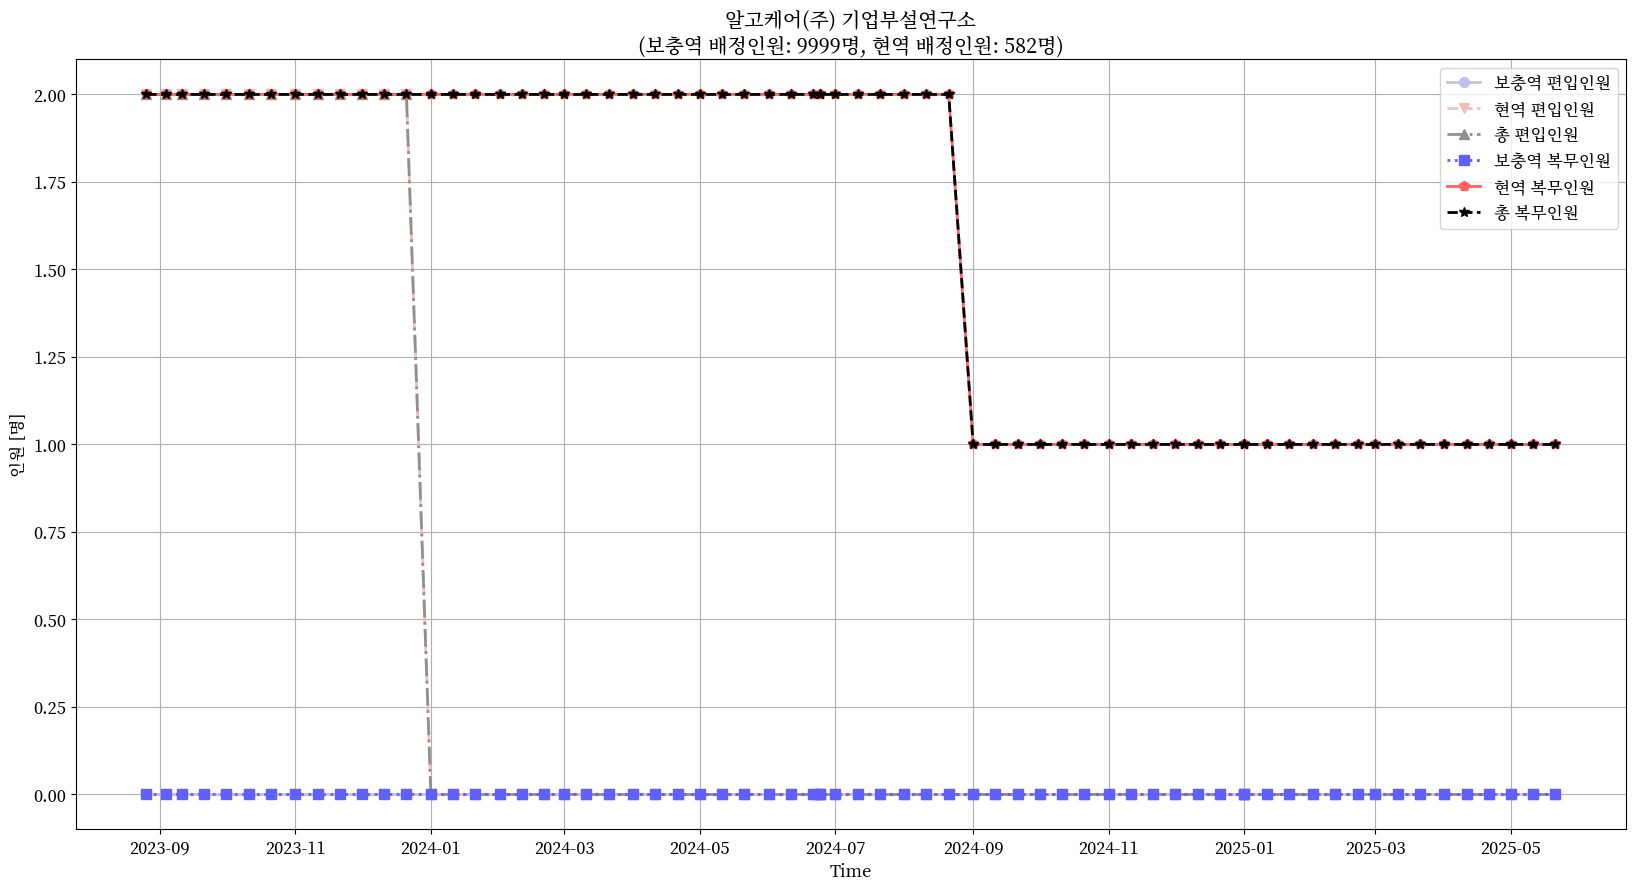 알고케어(주) 기업부설연구소
(보충역 배정인원: 9999명, 현역 배정인원: 582명)
보충역 편입인원
현역 편입인원
총 편입인원
보충역 복무인원
현역 복무인원
총 복무인원
인원 [명]
2.00
1.75
1.50
1.25
1.00
0.75
0.50
0.25
0.00
2023-09 2023-11 2024-01 2024-03 2024-05 2024-07 2024-09 2024-11 2025-01 2025-03 2025-05
Time